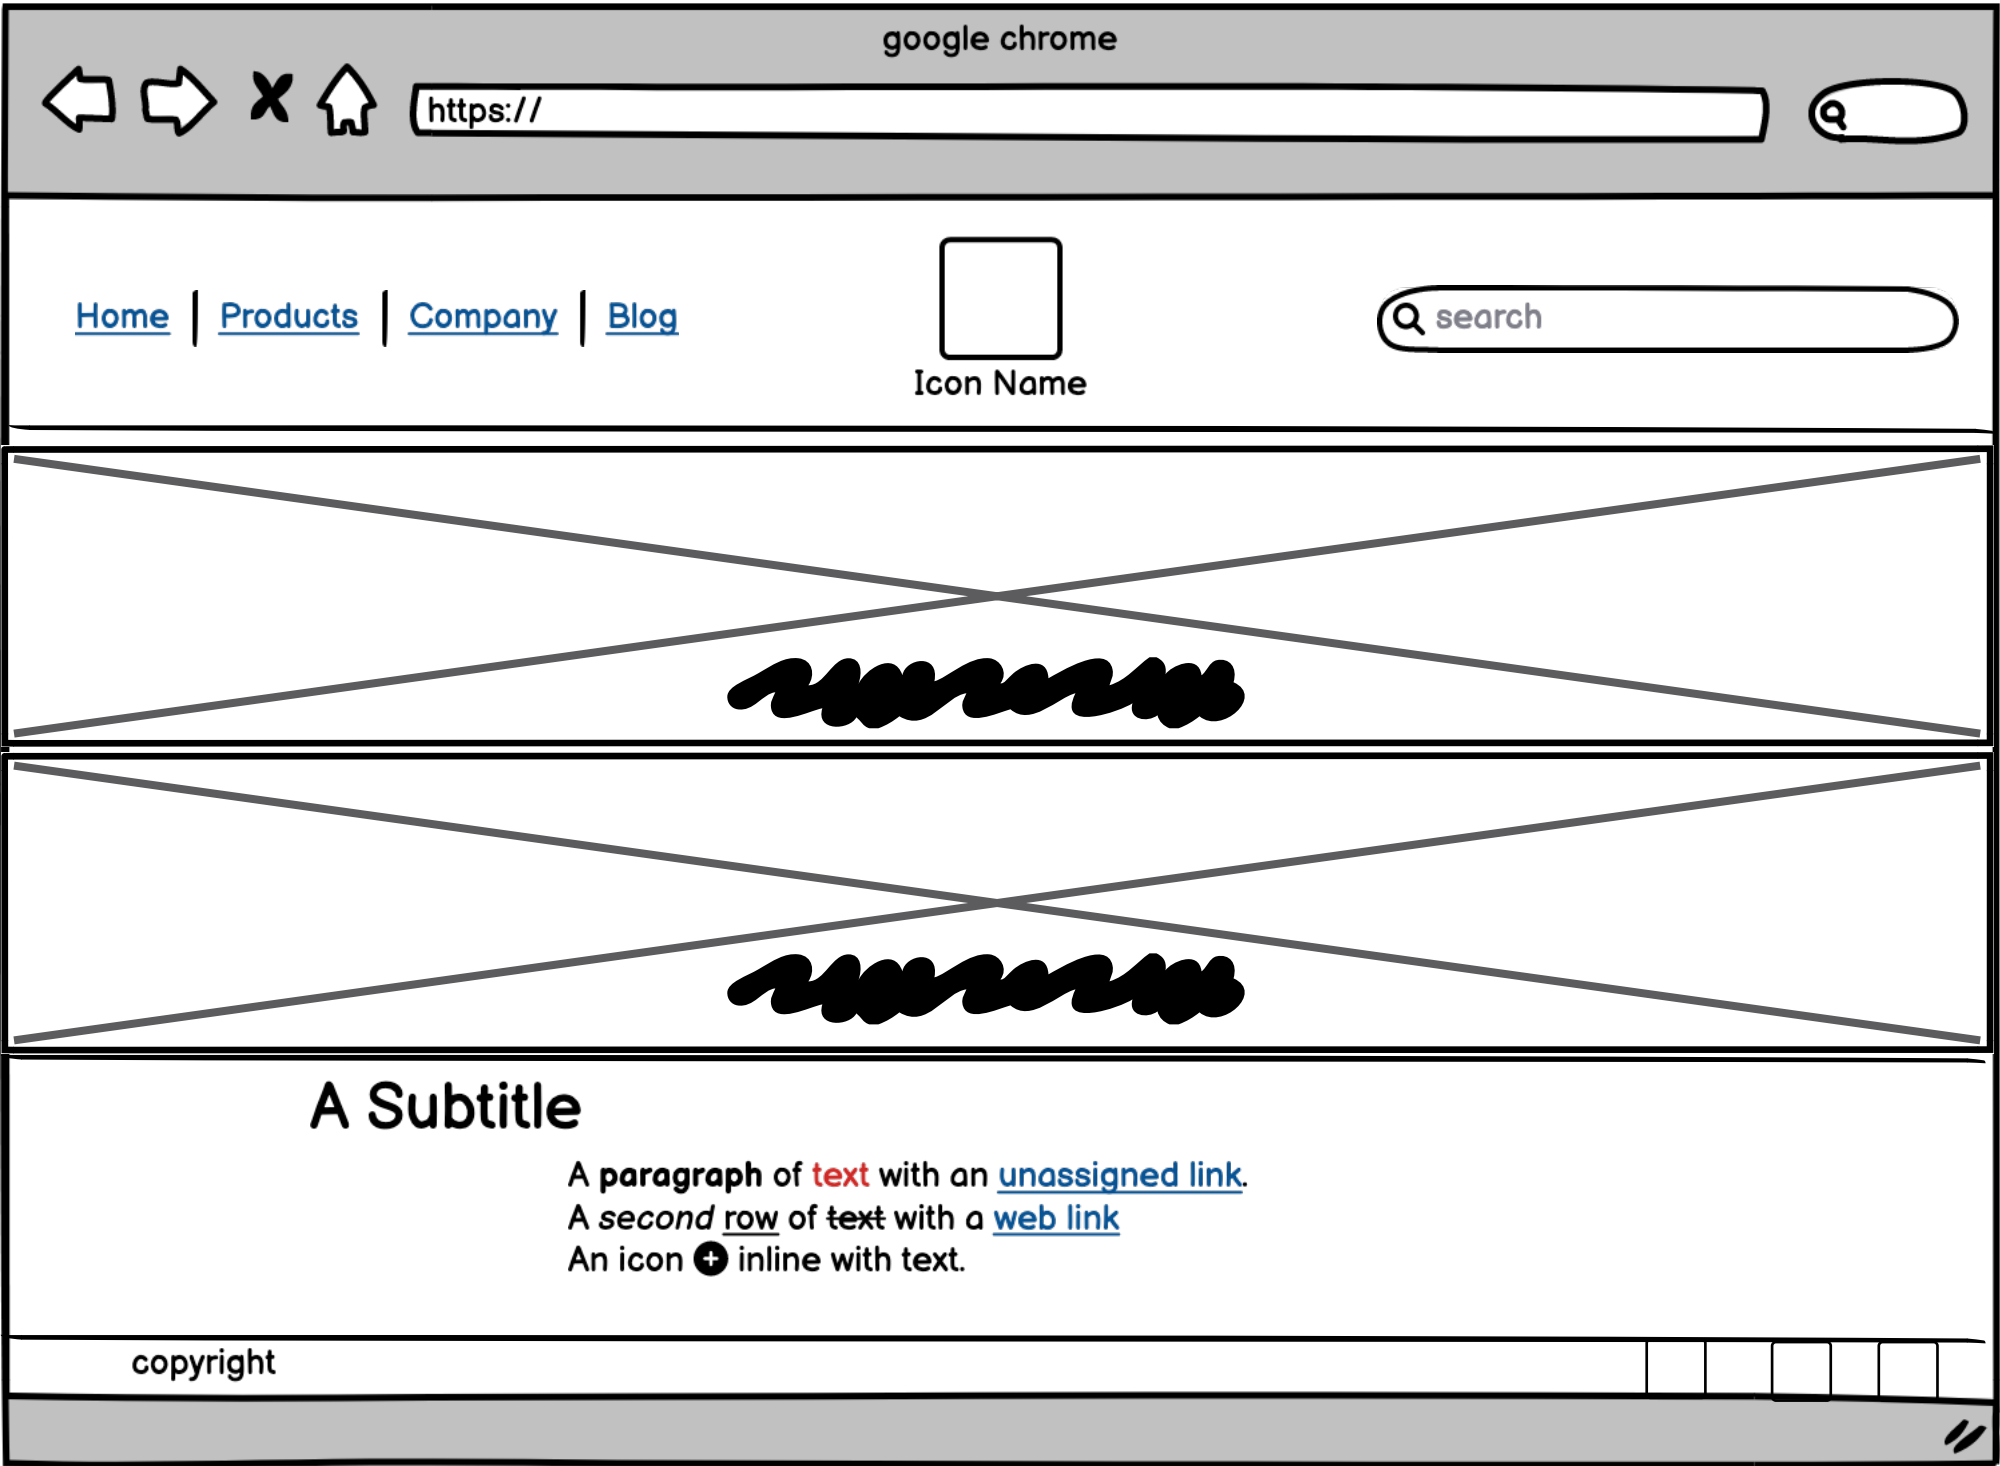 google chrome
https://
Home Products Company Blog
search
Icon Name
A Subtitle
A paragraph of text with an unassigned link.
A second row of text with a web link
An icon inline with text.
copyright